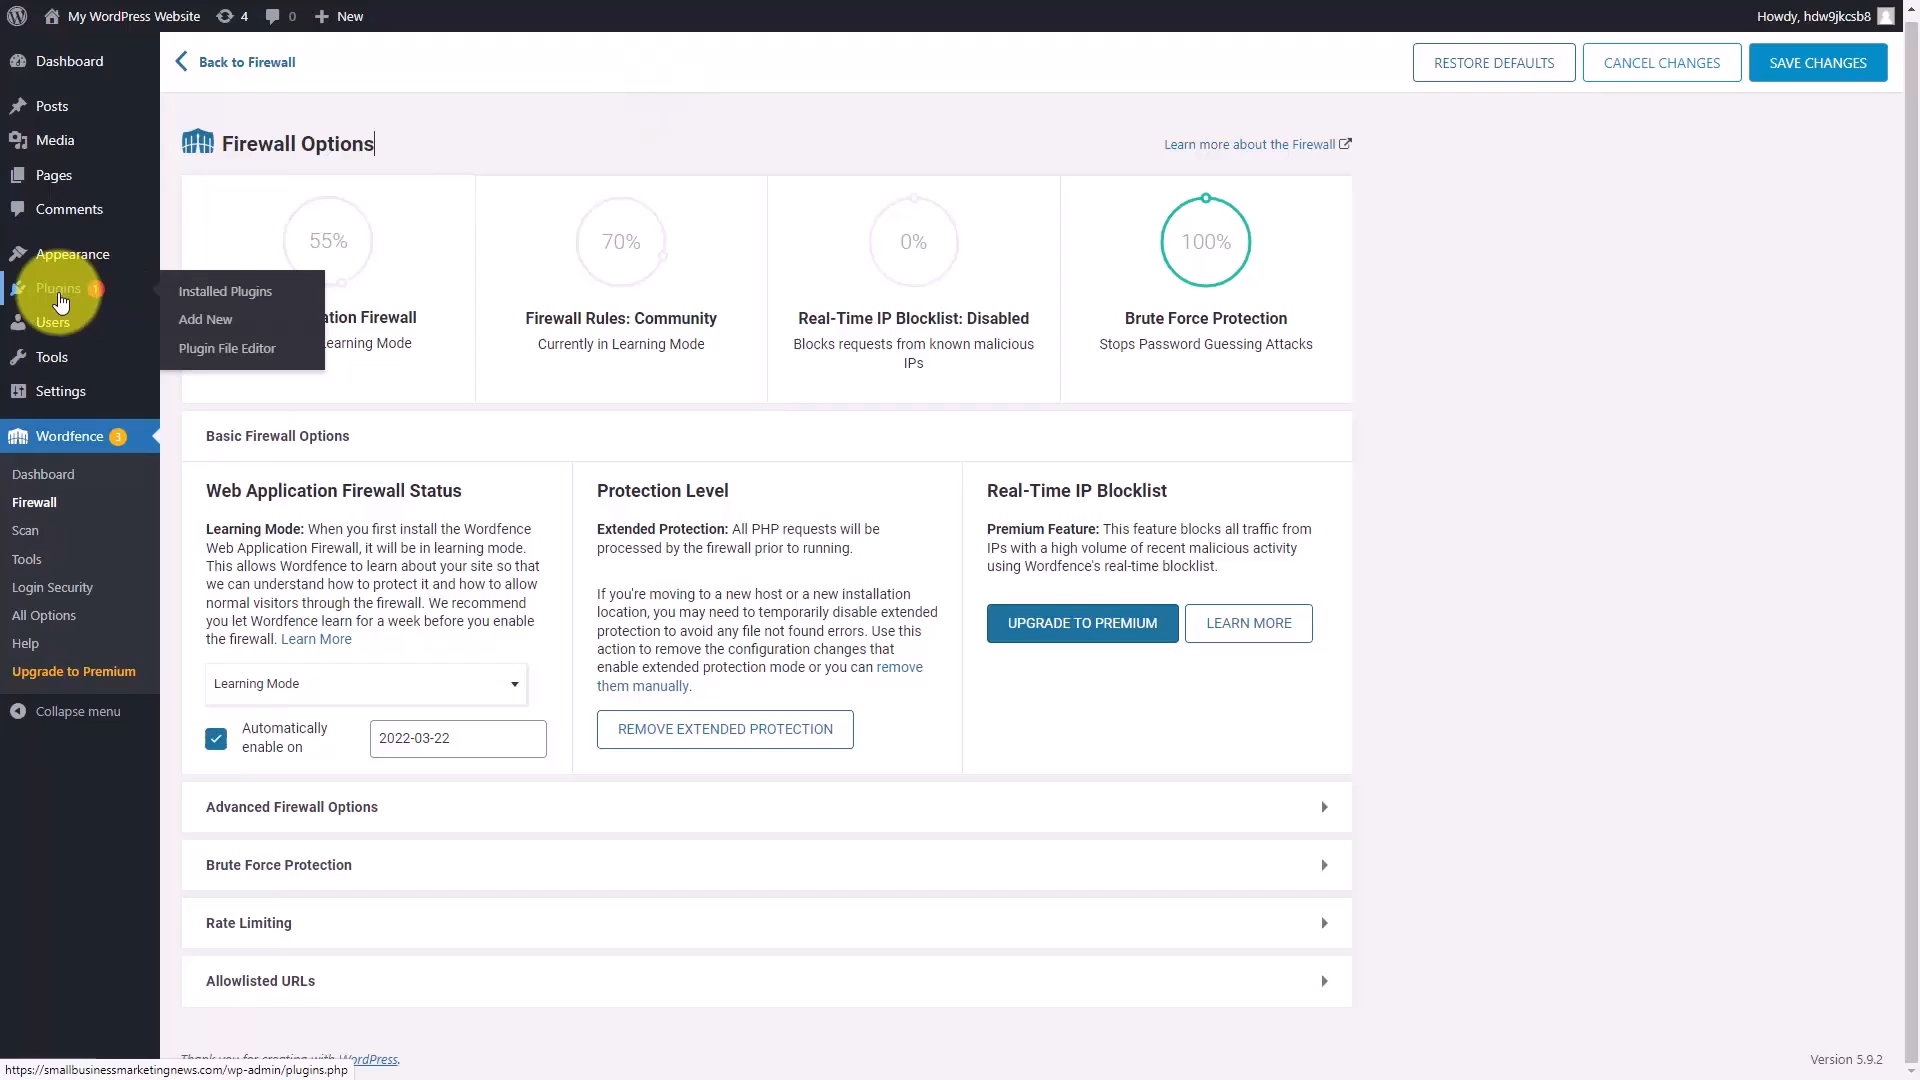 My WordPress Website 4 0 New Howdy, hdw9jkcsb8
Dashboard
Posts
Media
Pages
Comments
Appearance
Plugins 1
Users
Tools
Settings
Wordfence 3
Dashboard
Firewall
Scan
Tools
Login Security
All Options
Help
Upgrade to Premium
Collapse menu
Installed Plugins
Add New
Plugin File Editor
Back to Firewall
RESTORE DEFAULTS
CANCEL CHANGES
SAVE CHANGES
Firewall Options
Learn more about the Firewall
55%
ation Firewall
earning Mode
70%
Firewall Rules: Community
Currently in Learning Mode
0%
Real-Time IP Blocklist: Disabled
Blocks requests from known malicious
IPs
100%
Brute Force Protection
Stops Password Guessing Attacks
Basic Firewall Options
Web Application Firewall Status
Learning Mode: When you first install the Wordfence
Web Application Firewall, it will be in learning mode.
This allows Wordfence to learn about your site so that
we can understand how to protect it and how to allow
normal visitors through the firewall. We recommend
you let Wordfence learn for a week before you enable
the firewall. Learn More
Learning Mode
Automatically
enable on
2022-03-22
Protection Level
Extended Protection: All PHP requests will be
processed by the firewall prior to running.
If you're moving to a new host or a new installation
location, you may need to temporarily disable extended
protection to avoid any file not found errors. Use this
action to remove the configuration changes that
enable extended protection mode or you can remove
them manually.
REMOVE EXTENDED PROTECTION
Real-Time IP Blocklist
Premium Feature: This feature blocks all traffic from
IPs with a high volume of recent malicious activity
using Wordfence's real-time blocklist.
UPGRADE TO PREMIUM
LEARN MORE
Advanced Firewall Options
Brute Force Protection
Rate Limiting
Allowlisted URLs
Thank you for creating with WordPress.
Version 5.9.2
https://smallbusinessmarketingnews.com/wp-admin/plugins.php